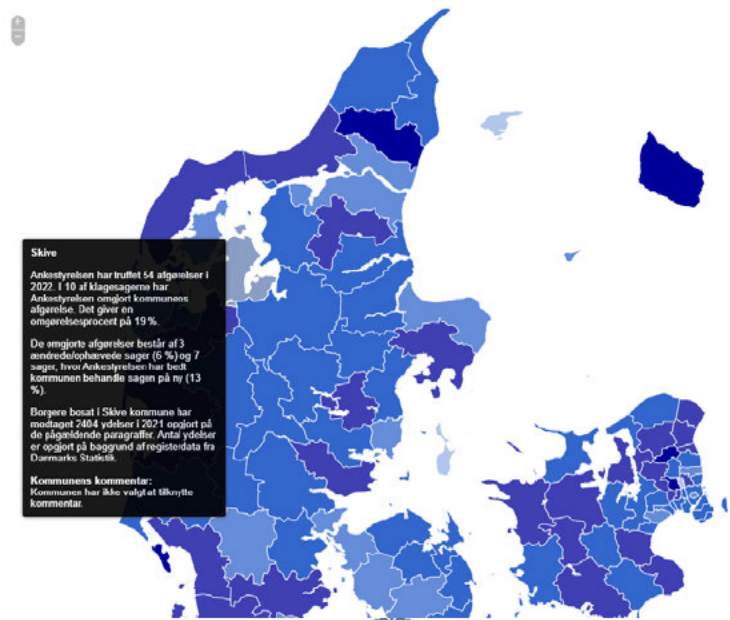 Skive
Ankestyrelsen har truffet 54 afgørelser i
2022. I 10 af klagesagerne har
Ankestyrelsen omgjort kommunens
afgørelse. Det giver en
omgørelsesprocent på 19 %.
De omgjorte afgørelser består af 3
ændrede/ophævede sager (6 %) og 7
sager, hvor Ankestyrelsen har bedt
kommunen behandle sagen på ny (13
%).
Borgere bosat i Skive kommune har
modtaget 2404 ydelser i 2021 opgjort på
de pågældende paragraffer. Antal ydelser
er opgjort på baggrund af registerdata fra
Danmarks Statistik.
Kommunens kommentar:
Kommunen har ikke valgt at tilknytte
kommentar.